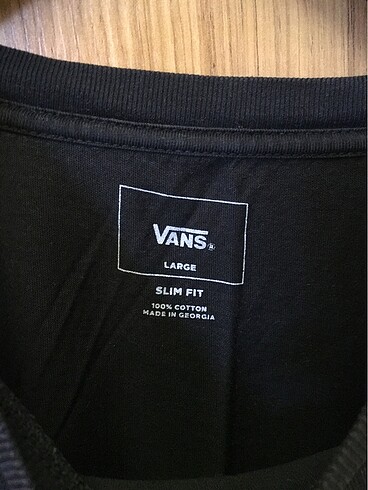 VANS®
LARGE
SLIM FIT
100% COTTON
MADE IN GEORGIA